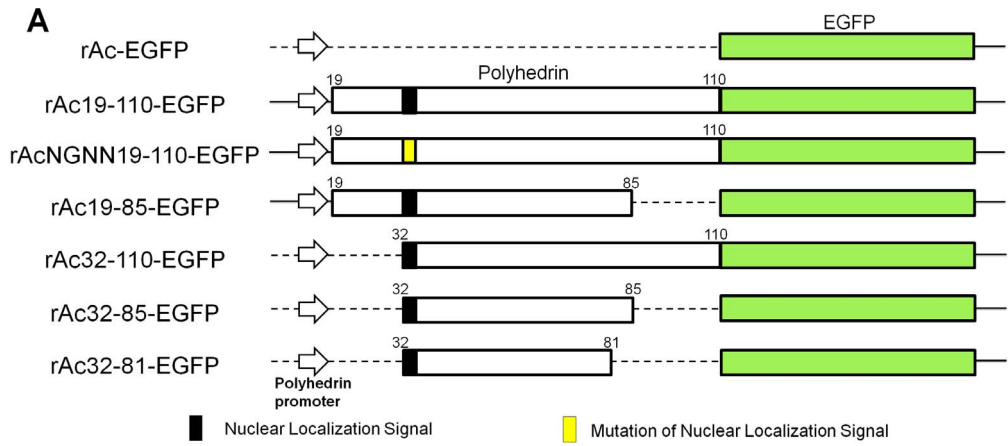 A
EGFP
rAc-EGFP
Polyhedrin
19
110
rAc19-110-EGFP
19
110
rAcNGNN19-110-EGFP
19
85
rAc19-85-EGFP
32
110
rAc32-110-EGFP
32
85
rAc32-85-EGFP
32
81
rAc32-81-EGFP
Polyhedrin
promoter
Nuclear Localization Signal
Mutation of Nuclear Localization Signal